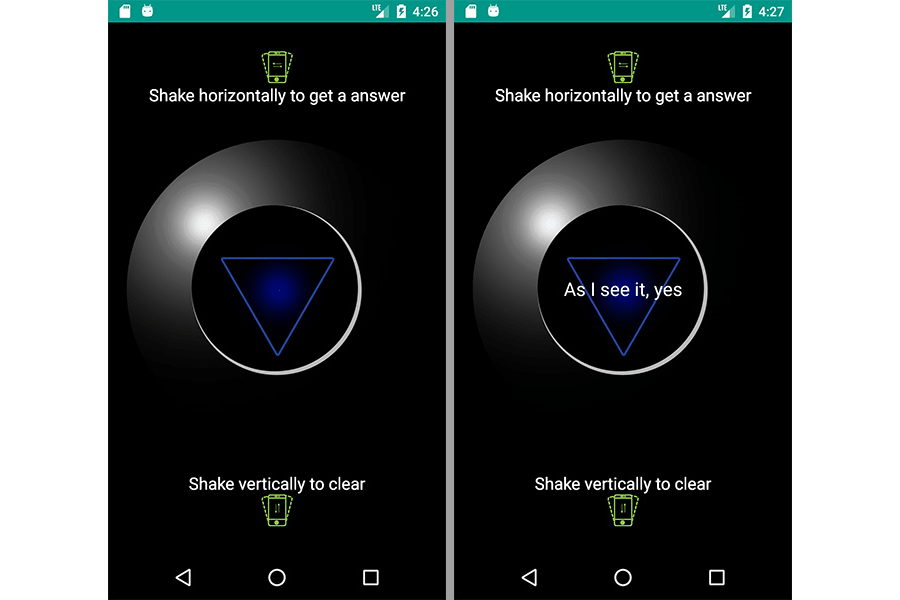 LTE 4:26
Shake horizontally to get a answer
Shake vertically to clear
LTE 4:27
Shake horizontally to get a answer
As I see it, yes
Shake vertically to clear